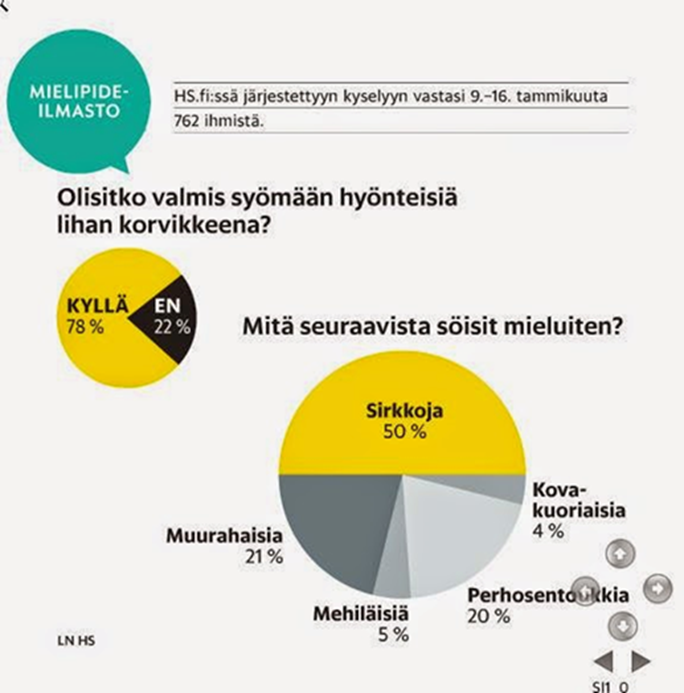 MIELIPIDE-
ILMASTO
HS.fi:ssä järjestettyyn kyselyyn vastasi 9.–16. tammikuuta
762 ihmistä.
Olisitko valmis syömään hyönteisiä
lihan korvikkeena?
KYLLÄ
78 %
EN
22 %
Mitä seuraavista söisit mieluiten?
Sirkkoja
50 %
Kova-
kuoriaisia
4 %
Muurahaisia
21 %
Perhosentoukkia
20 %
Mehiläisiä
5 %
LN HS